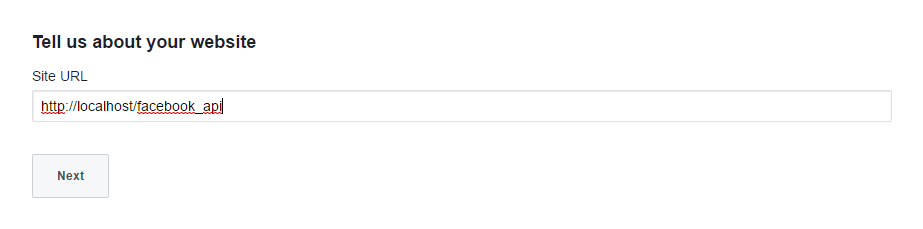 Tell us about your website
Site URL
http://localhost/facebook_api
Next